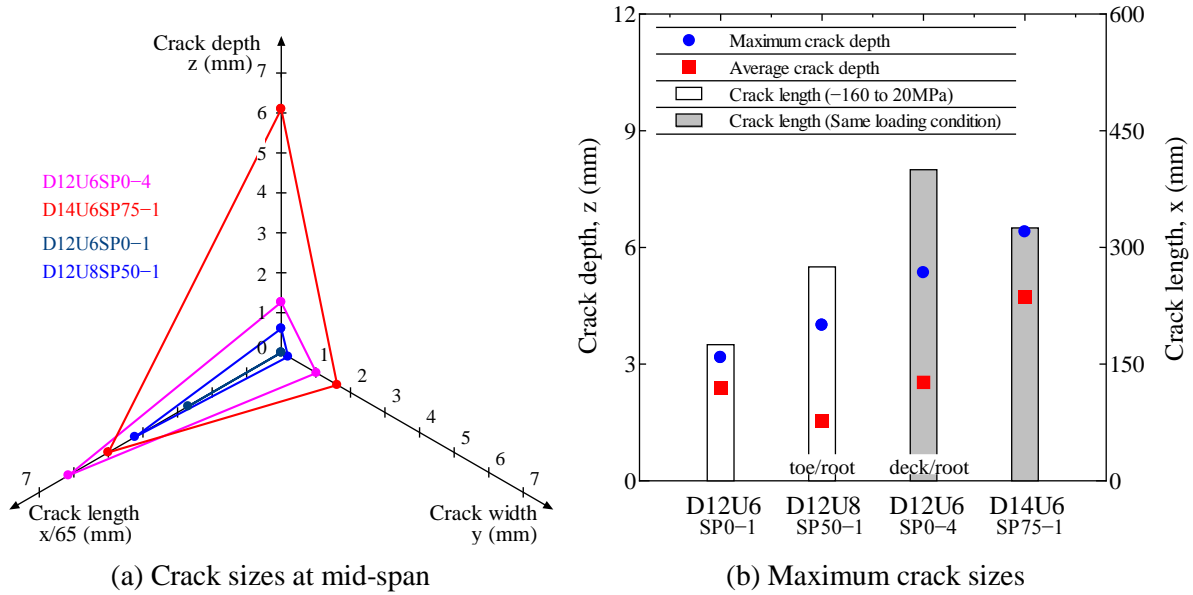 Crack depth
z (mm)
7
6
5
4
3
2
1
0
D12U6SP0−4
D14U6SP75−1
D12U6SP0−1
D12U8SP50−1
1
2
3
4
5
6
7
7
Crack length
x/65 (mm)
Crack width
y (mm)
(a) Crack sizes at mid-span
12
9
6
3
0
Crack depth, z (mm)
Maximum crack depth
Average crack depth
Crack length (−160 to 20MPa)
Crack length (Same loading condition)
toe/root
deck/root
600
450
300
150
0
Crack length, x (mm)
D12U6 D12U8 D12U6 D14U6
SP0−1 SP50−1 SP0−4 SP75−1
(b) Maximum crack sizes